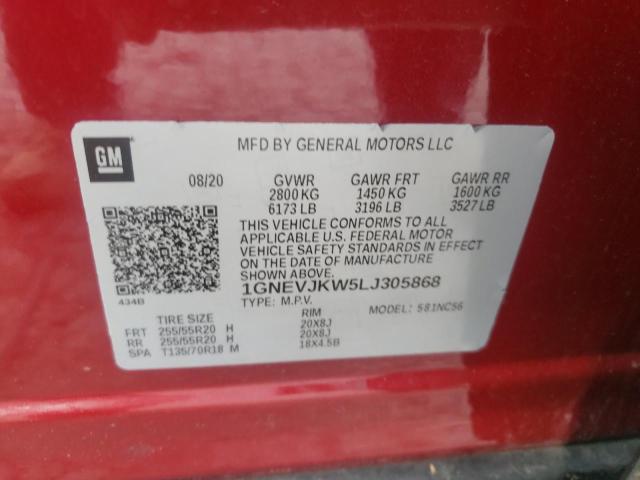 GM
MFD BY GENERAL MOTORS LLC
08/20 GVWR GAWR FRT GAWR RR
2800 KG 1450 KG 1600 KG
6173 LB 3196 LB 3527 LB
THIS VEHICLE CONFORMS TO ALL
APPLICABLE U.S. FEDERAL MOTOR
VEHICLE SAFETY STANDARDS IN EFFECT
ON THE DATE OF MANUFACTURE
SHOWN ABOVE.
1GNEVJKW5LJ305868
434B
TYPE: M.P.V. MODEL: 581NC56
TIRE SIZE RIM
FRT 255/55R20 H 20X8J
RR 255/55R20 H 20X8J
SPA T135/70R18 M 18X4.5B